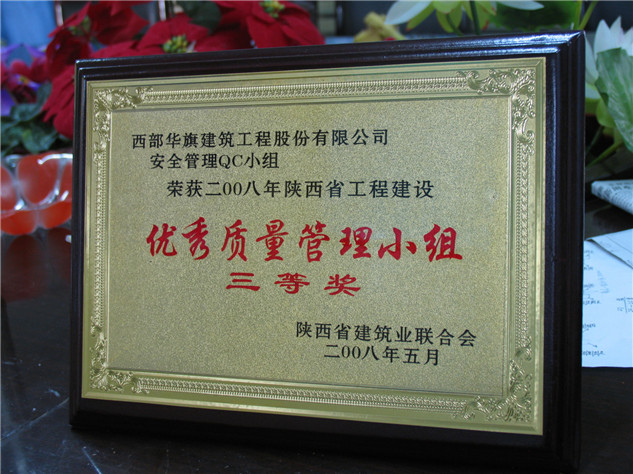 西部华旗建筑工程股份有限公司
安全管理QC小组
荣获二00八年陕西省工程建设
优秀质量管理小组
三等奖
陕西省建筑业联合会
二00八年五月